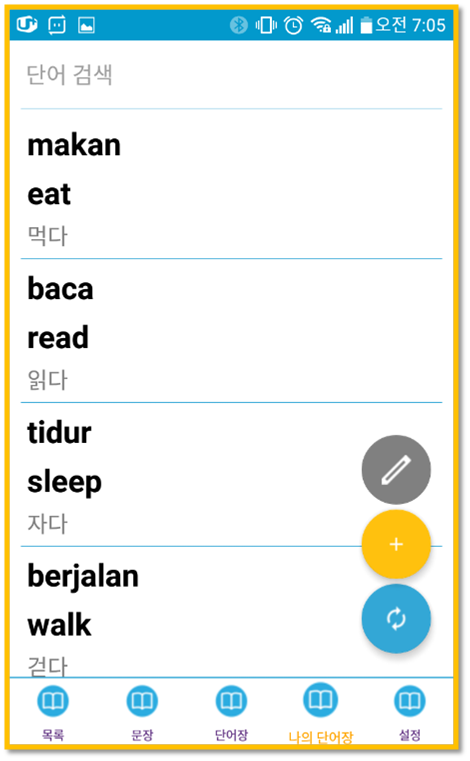 오전 7:05
단어 검색
makan
eat
먹다
baca
read
읽다
tidur
sleep
자다
berjalan
walk
걷다
목록 문장 단어장 나의 단어장 설정